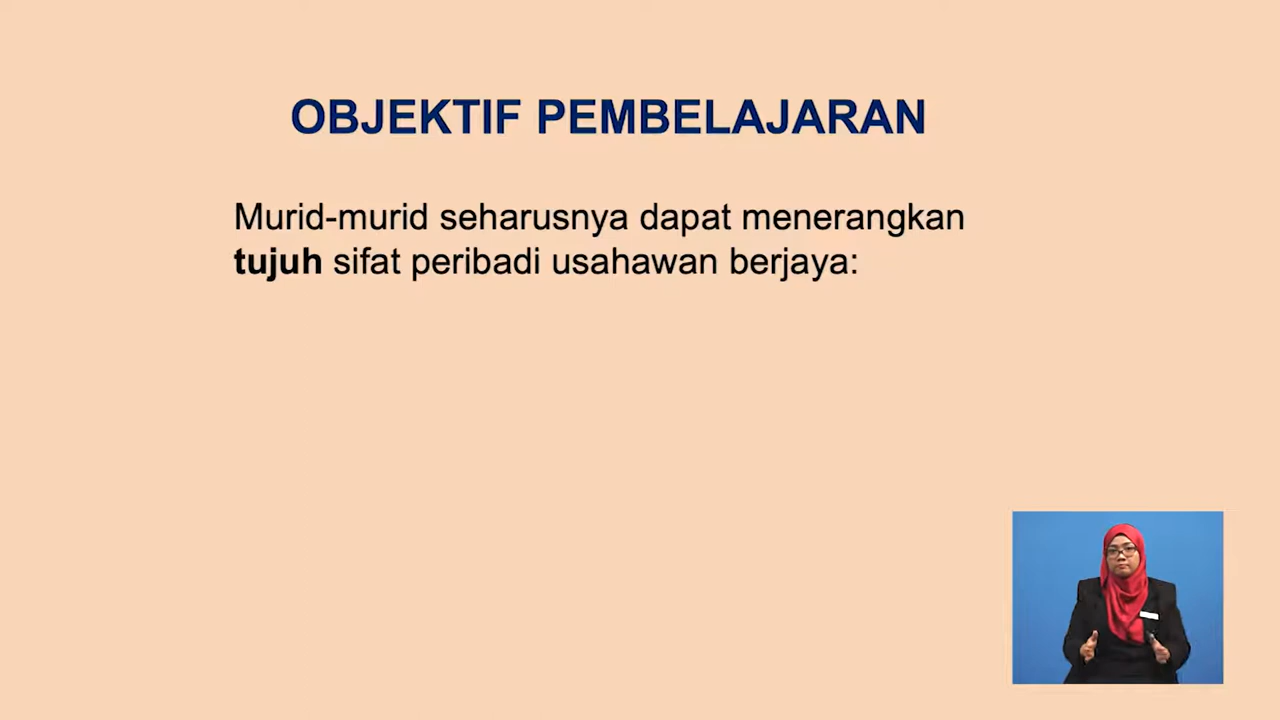 OBJEKTIF PEMBELAJARAN
Murid-murid seharusnya dapat menerangkan
tujuh sifat peribadi usahawan berjaya: